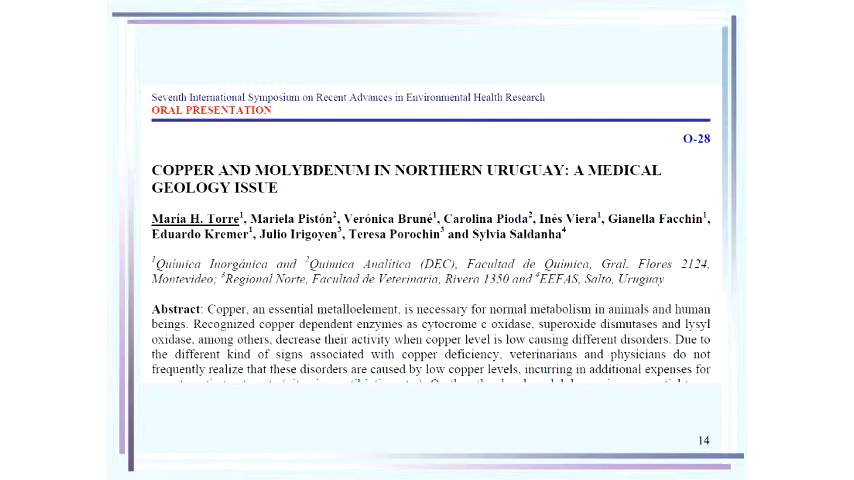 Seventh International Symposium on Recent Advances in Environmental Health Research
ORAL PRESENTATION
O-28
COPPER AND MOLYBDENUM IN NORTHERN URUGUAY: A MEDICAL
GEOLOGY ISSUE
María H. Torre¹, Mariela Pistón², Verónica Bruné¹, Carolina Pioda², Inés Viera¹, Gianella Facchin¹,
Eduardo Kremer¹, Julio Irigoyen³, Teresa Porochin³ and Sylvia Saldanha⁴
¹Química Inorgánica and ²Quimica Analítica (DEC), Facultad de Química, Gral. Flores 2124,
Montevideo; ³Regional Norte, Facultad de Veterinaria, Rivera 1350 and ⁴EEFAS, Salto, Uruguay
Abstract: Copper, an essential metalloelement, is necessary for normal metabolism in animals and human
beings. Recognized copper dependent enzymes as cytocrome c oxidase, superoxide dismutases and lysyl
oxidase, among others, decrease their activity when copper level is low causing different disorders. Due to
the different kind of signs associated with copper deficiency, veterinarians and physicians do not
frequently realize that these disorders are caused by low copper levels, incurring in additional expenses for
14